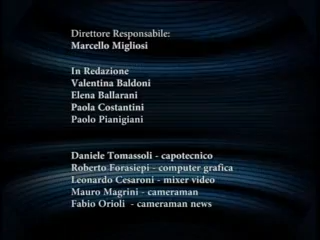 Direttore Responsabile:
Marcello Migliosi
In Redazione
Valentina Baldoni
Elena Ballarani
Paola Costantini
Paolo Pianigiani
Daniele Tomassoli - capotecnico
Roberto Forasiepi - computer grafica
Leonardo Cesaroni - mixer video
Mauro Magrini - cameraman
Fabio Orioli - cameraman news